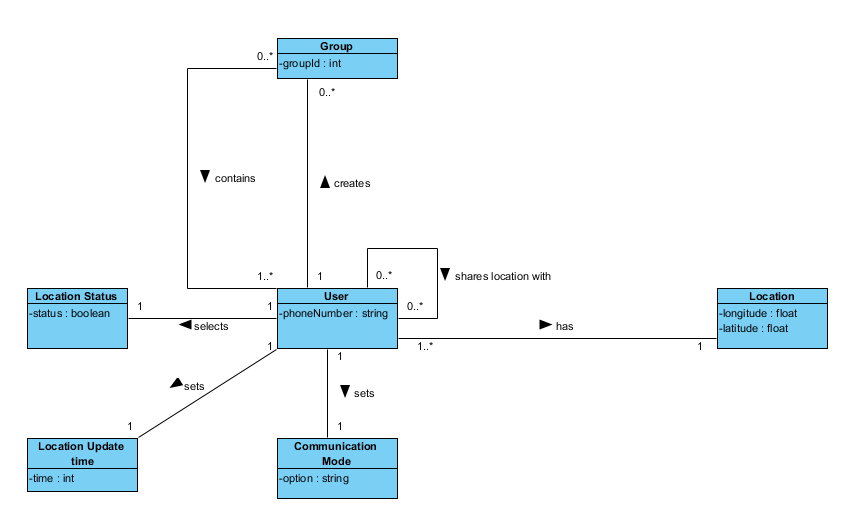 Group
0..*
-groupId : int
0..*
contains
creates
1..*
1
0..*
shares location with
0..*
Location Status
-status : boolean
User
-phoneNumber : string
Location
-longitude : float
-latitude : float
1
1
selects
has
1..*
1
1
1
sets
sets
1
1
Location Update
time
-time : int
Communication
Mode
-option : string